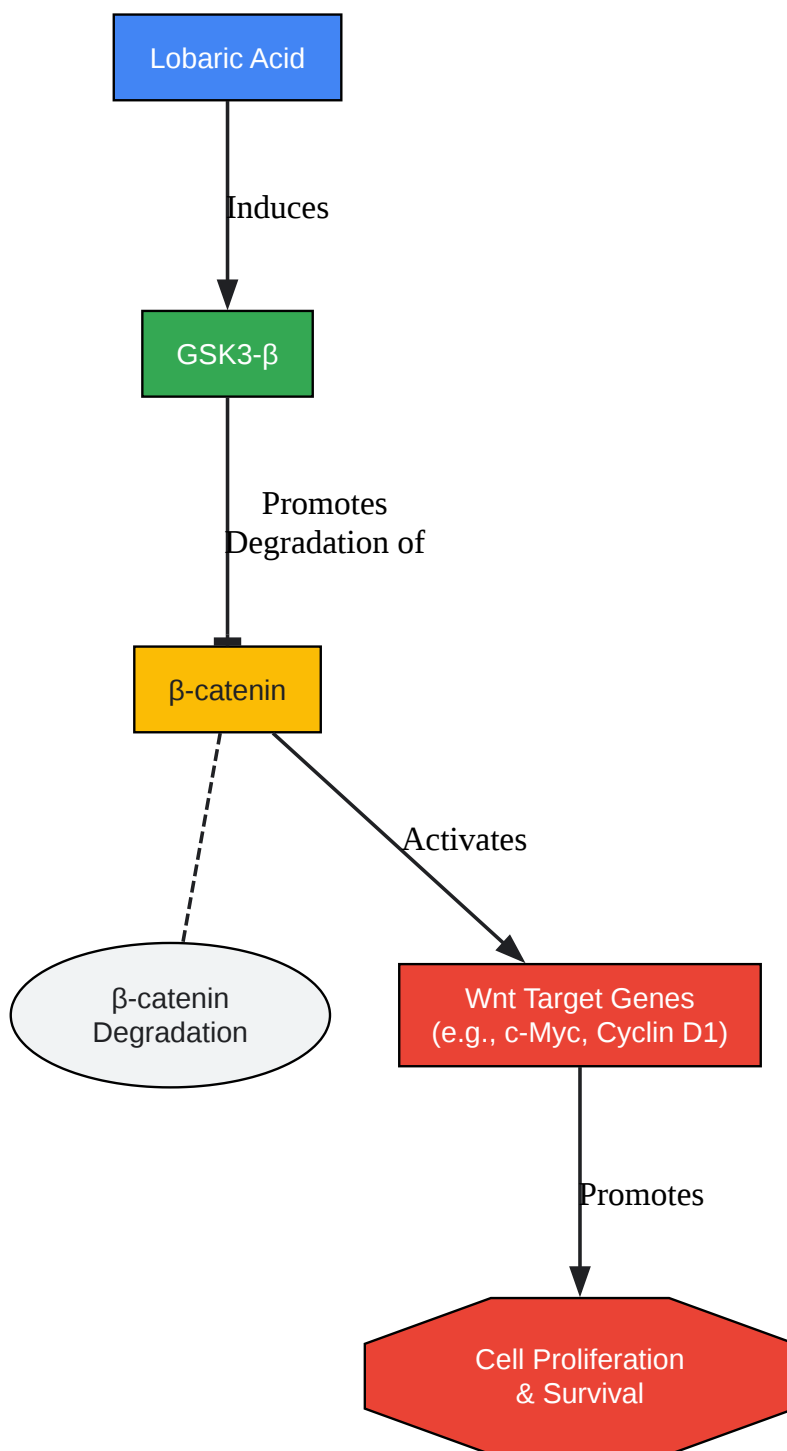 Lobaric Acid
Induces
GSK3-β
Promotes
Degradation of
β-catenin
Activates
β-catenin
Degradation
Wnt Target Genes
(e.g., c-Myc, Cyclin D1)
Promotes
Cell Proliferation
& Survival